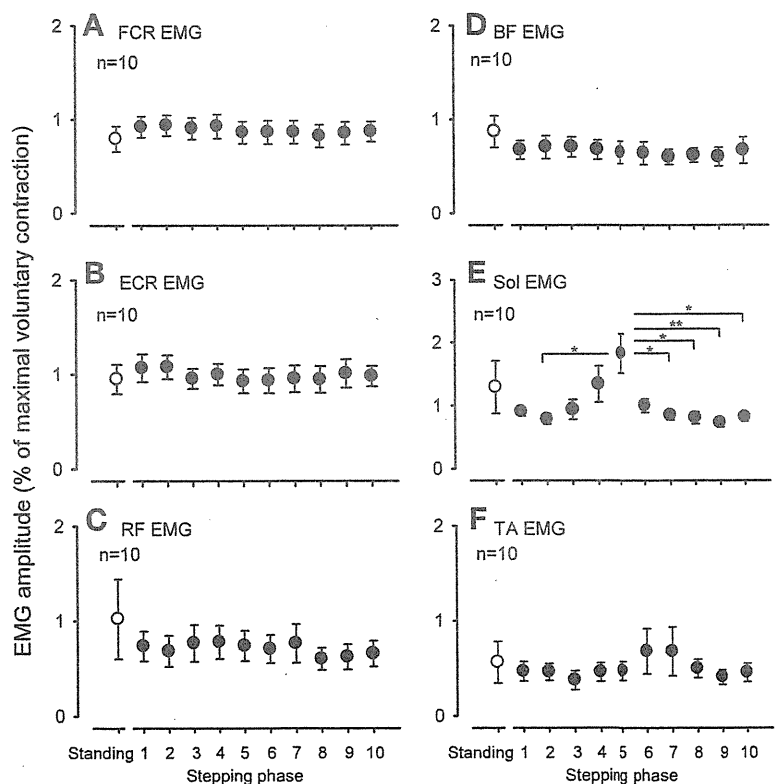 EMG amplitude (% of maximal voluntary contraction)
A FCR EMG
n=10
2
1
0
B ECR EMG
n=10
2
1
0
C RF EMG
n=10
2
1
0
Standing 1 2 3 4 5 6 7 8 9 10
Stepping phase
D BF EMG
n=10
2
1
0
E Sol EMG
n=10
3
2
1
0
*
*
**
*
*
F TA EMG
n=10
2
1
0
Standing 1 2 3 4 5 6 7 8 9 10
Stepping phase